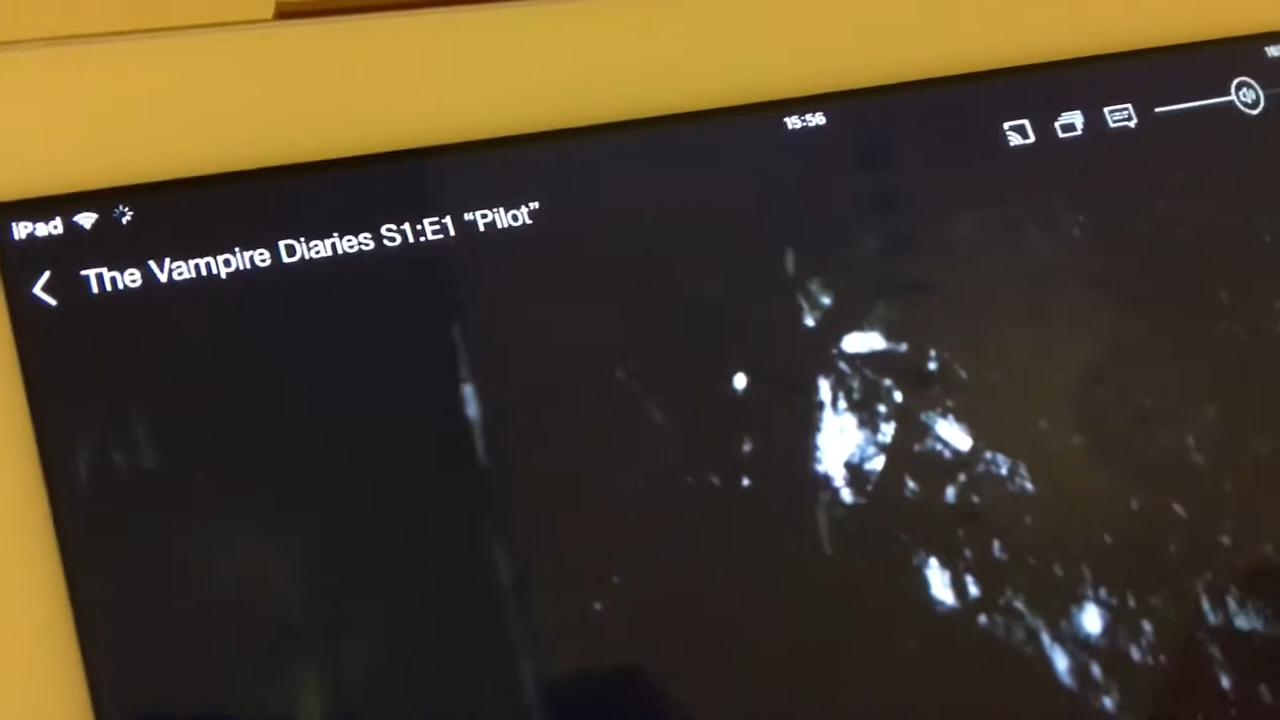 15:56
iPad
The Vampire Diaries S1:E1 “Pilot”